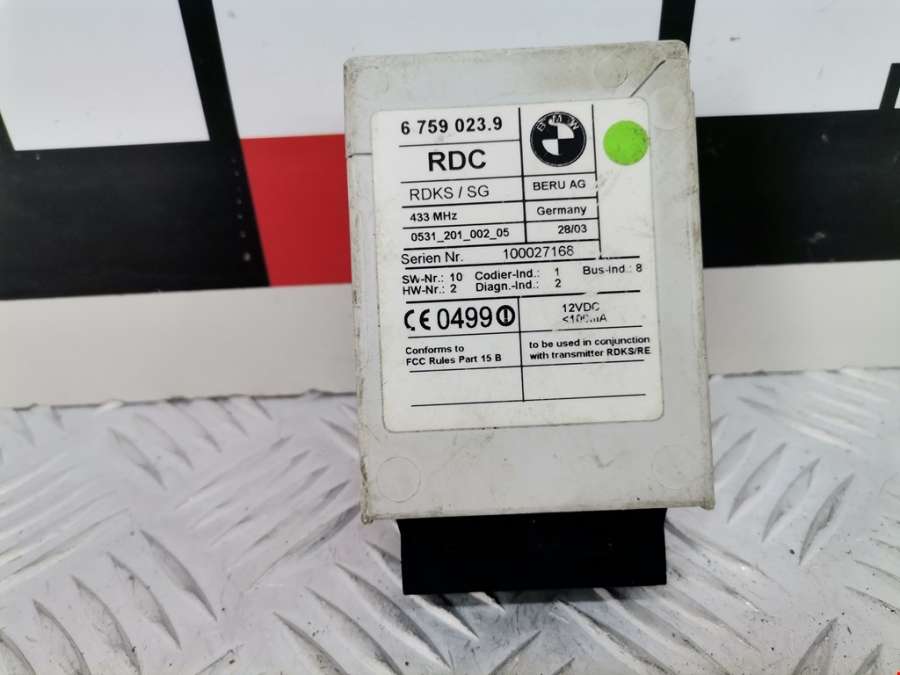 6 759 023.9
BMW
RDC
RDKS / SG
BERU AG
433 MHz
Germany
0531_201_002_05
28/03
Serien Nr. 100027168
SW-Nr.: 10 Codier-Ind.: 1 Bus-Ind.: 8
HW-Nr.: 2 Diagn.-Ind.: 2
CE 0499
12VDC
Conforms to
FCC Rules Part 15 B
to be used in conjunction
with transmitter RDKS/RE